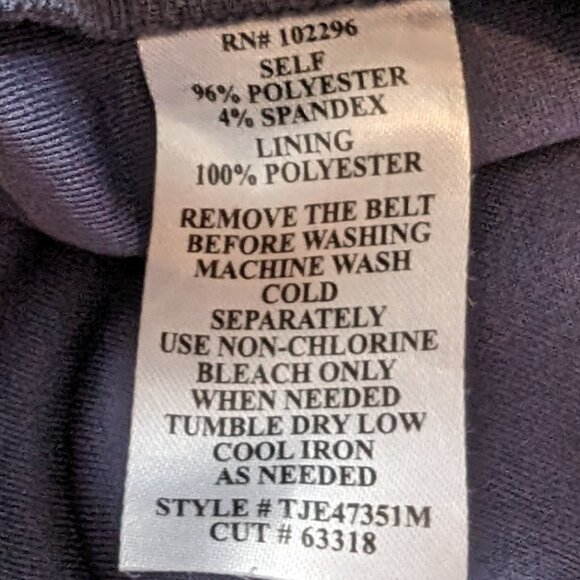 RN# 102296
SELF
96% POLYESTER
4% SPANDEX
LINING
100% POLYESTER
REMOVE THE BELT
BEFORE WASHING
MACHINE WASH
COLD
SEPARATELY
USE NON-CHLORINE
BLEACH ONLY
WHEN NEEDED
TUMBLE DRY LOW
COOL IRON
AS NEEDED
STYLE # TJE47351M
CUT # 63318